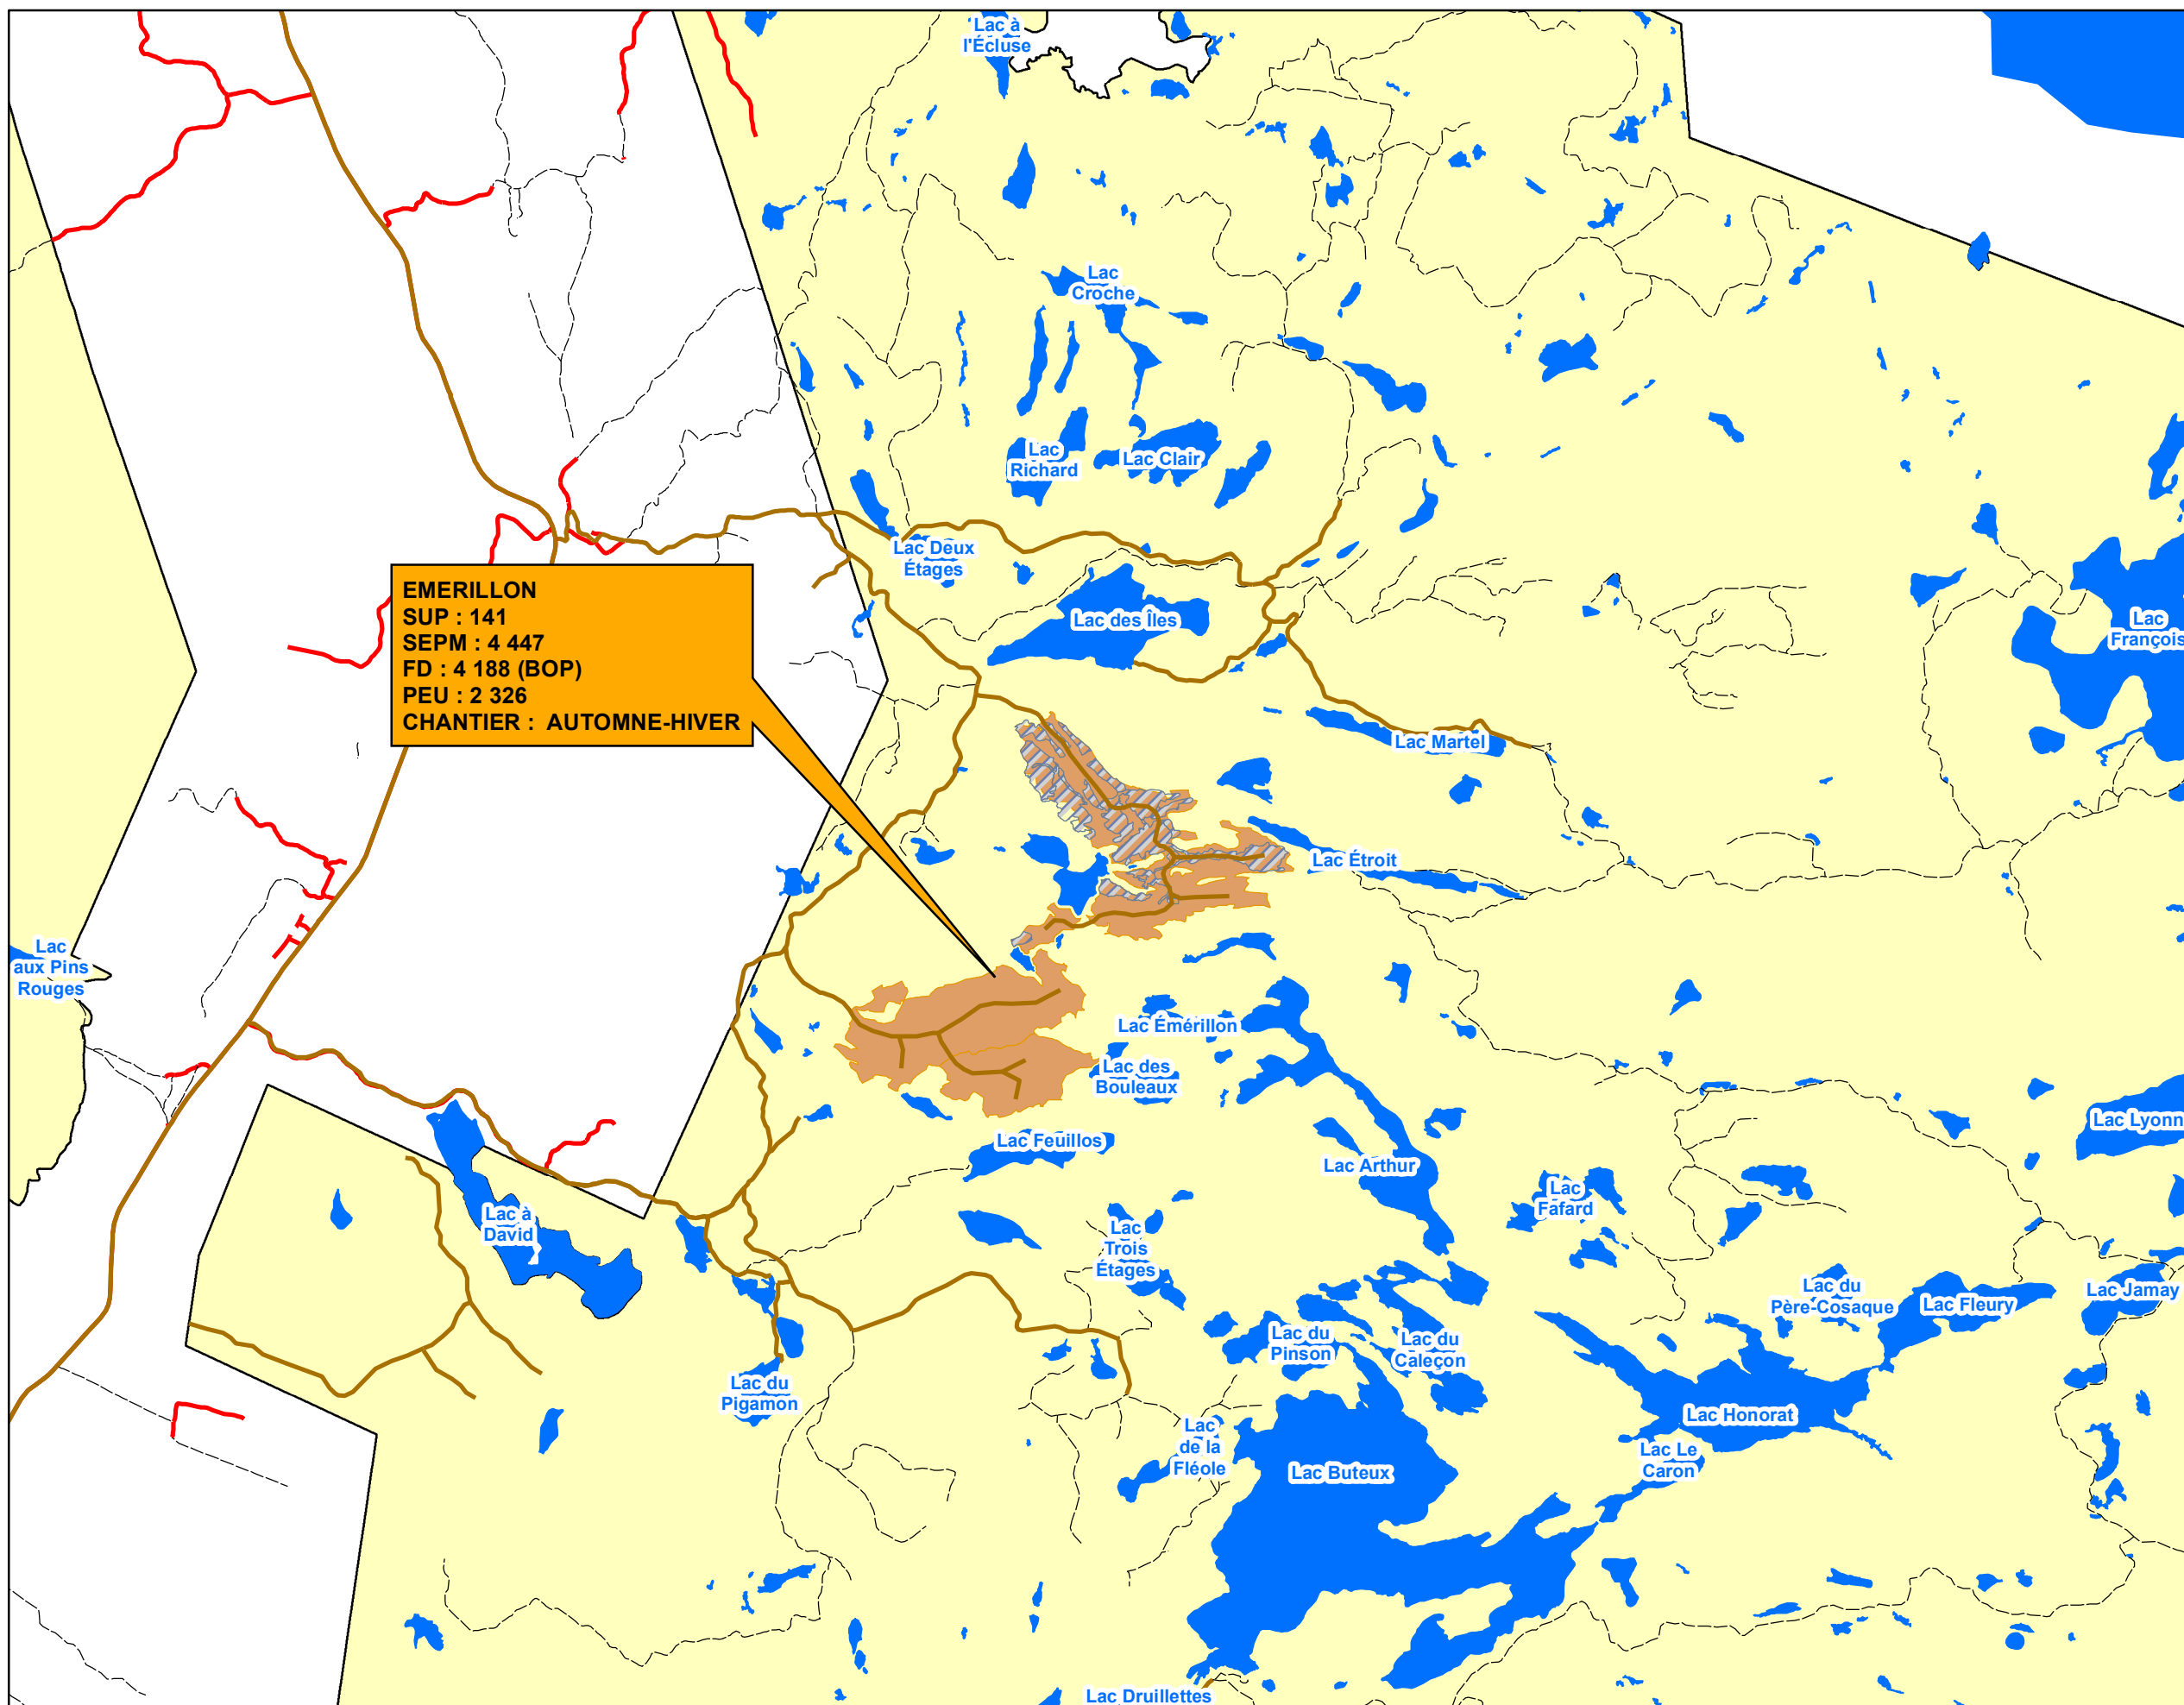 Lac à
l'Écluse
Lac
Croche
Lac
Richard
Lac Clair
Lac Deux
Étages
EMERILLON
SUP : 141
SEPM : 4 447
FD : 4 188 (BOP)
PEU : 2 326
CHANTIER :  AUTOMNE-HIVER
Lac des Îles
Lac
François
Lac Martel
Lac Étroit
Lac
aux Pins
Rouges
Lac Émérillon
Lac des
Bouleaux
Lac Feuillos
Lac Arthur
Lac Lyonn
Lac
Fafard
Lac à
David
Lac
Trois
Étages
Lac du
Père-Cosaque
Lac Fleury
Lac Jamay
Lac du
Pinson
Lac du
Caleçon
Lac du
Pigamon
Lac Honorat
Lac
de la
Fléole
Lac Le
Caron
Lac Buteux
Lac Druillettes